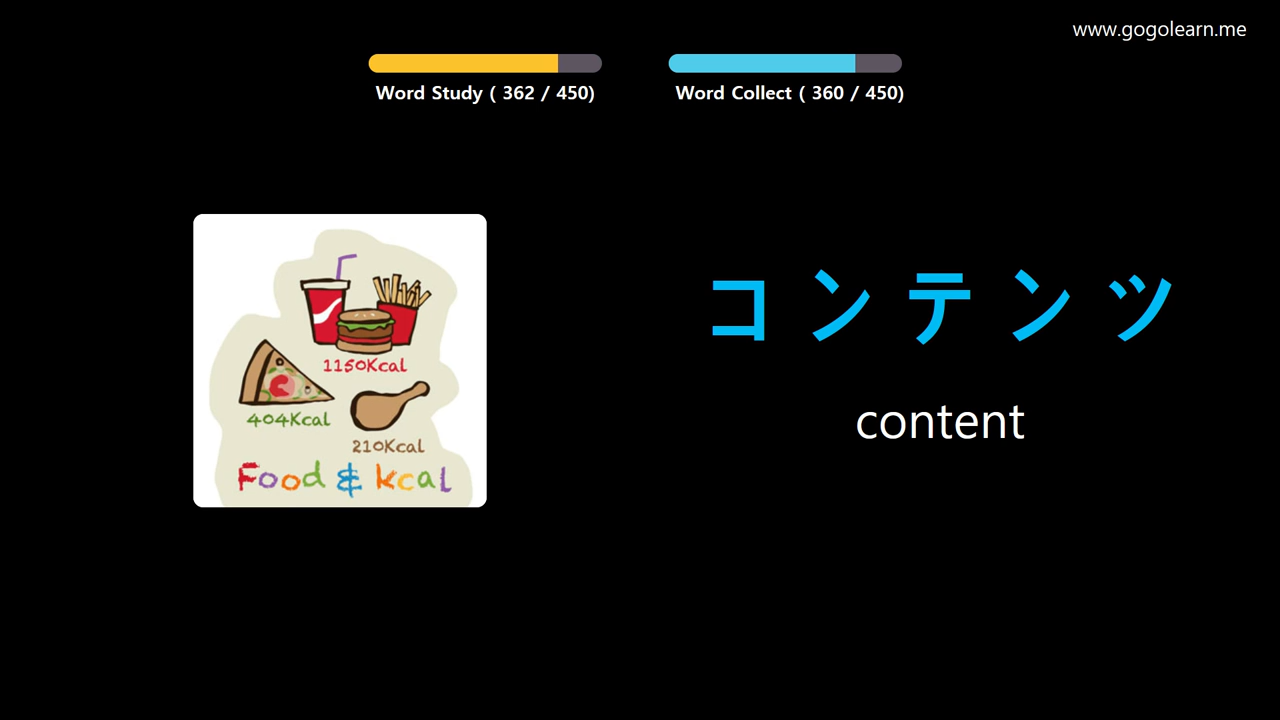 www.gogolearn.me
Word Study ( 362 / 450)
Word Collect ( 360 / 450)
1150Kcal
404Kcal
210Kcal
Food & kcal
コンテンツ
content